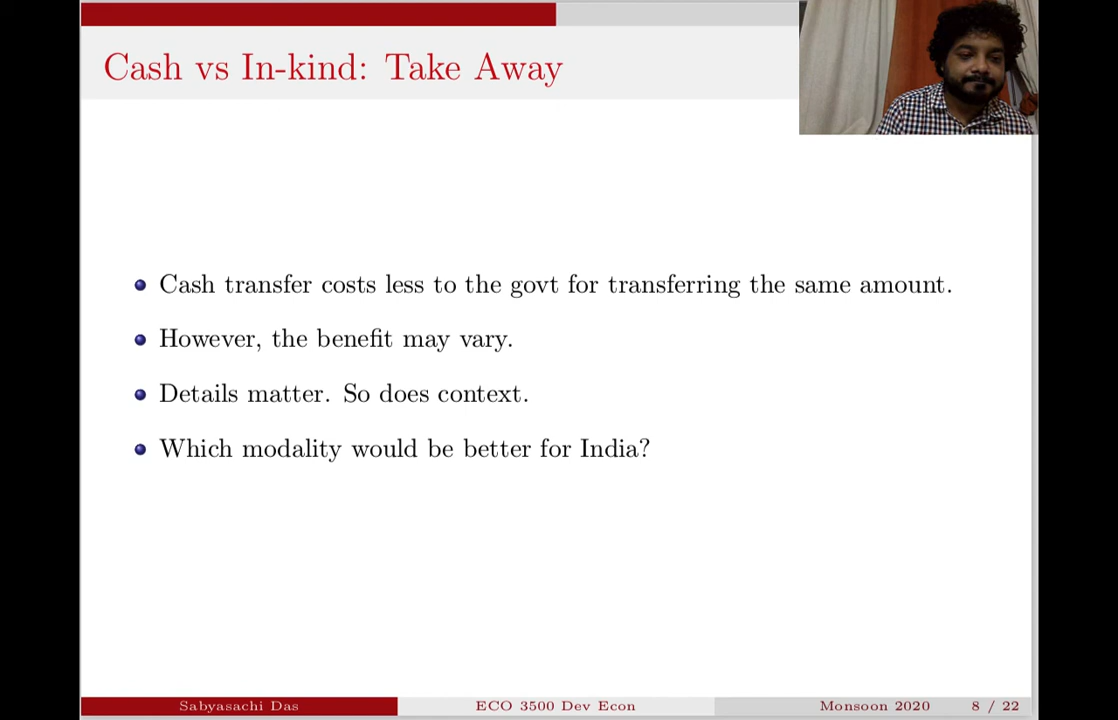 Cash vs In-kind: Take Away
Cash transfer costs less to the govt for transferring the same amount.
However, the benefit may vary.
Details matter. So does context.
Which modality would be better for India?
Sabyasachi Das
ECO 3500 Dev Econ
Monsoon 2020
8 / 22